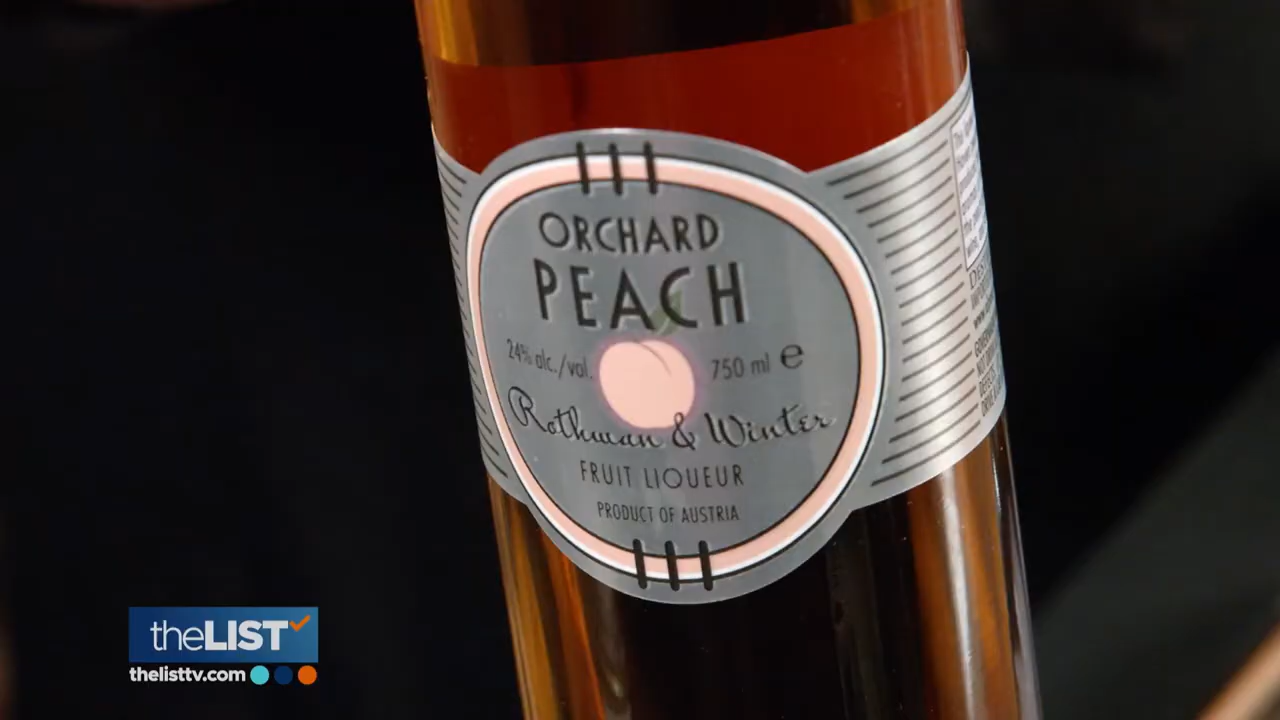 ORCHARD
PEACH
24% alc./vol.
750 ml e
Rothman & Winter
FRUIT LIQUEUR
PRODUCT OF AUSTRIA
theLIST
thelisttv.com